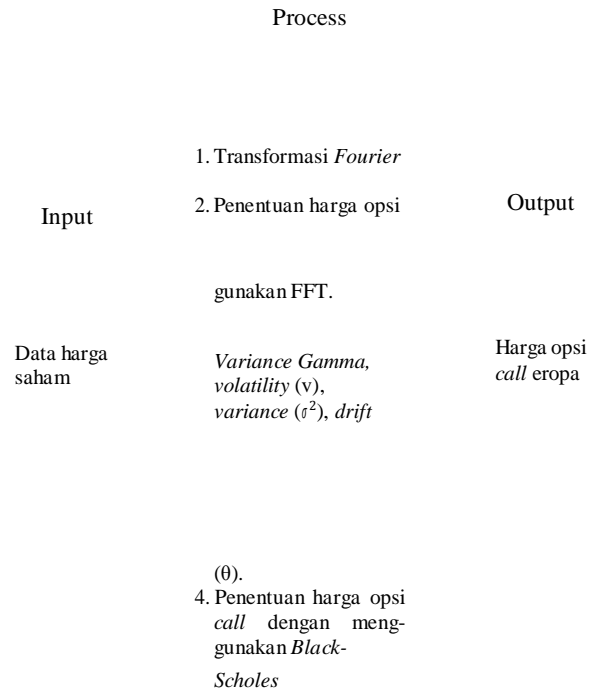 Process
Input
Data harga
saham
1. Transformasi Fourier
2. Penentuan harga opsi
gunakan FFT.
Variance Gamma,
volatility (v),
variance (σ²), drift
(θ).
4. Penentuan harga opsi
call dengan meng-
gunakan Black-
Scholes
Output
Harga opsi
call eropa